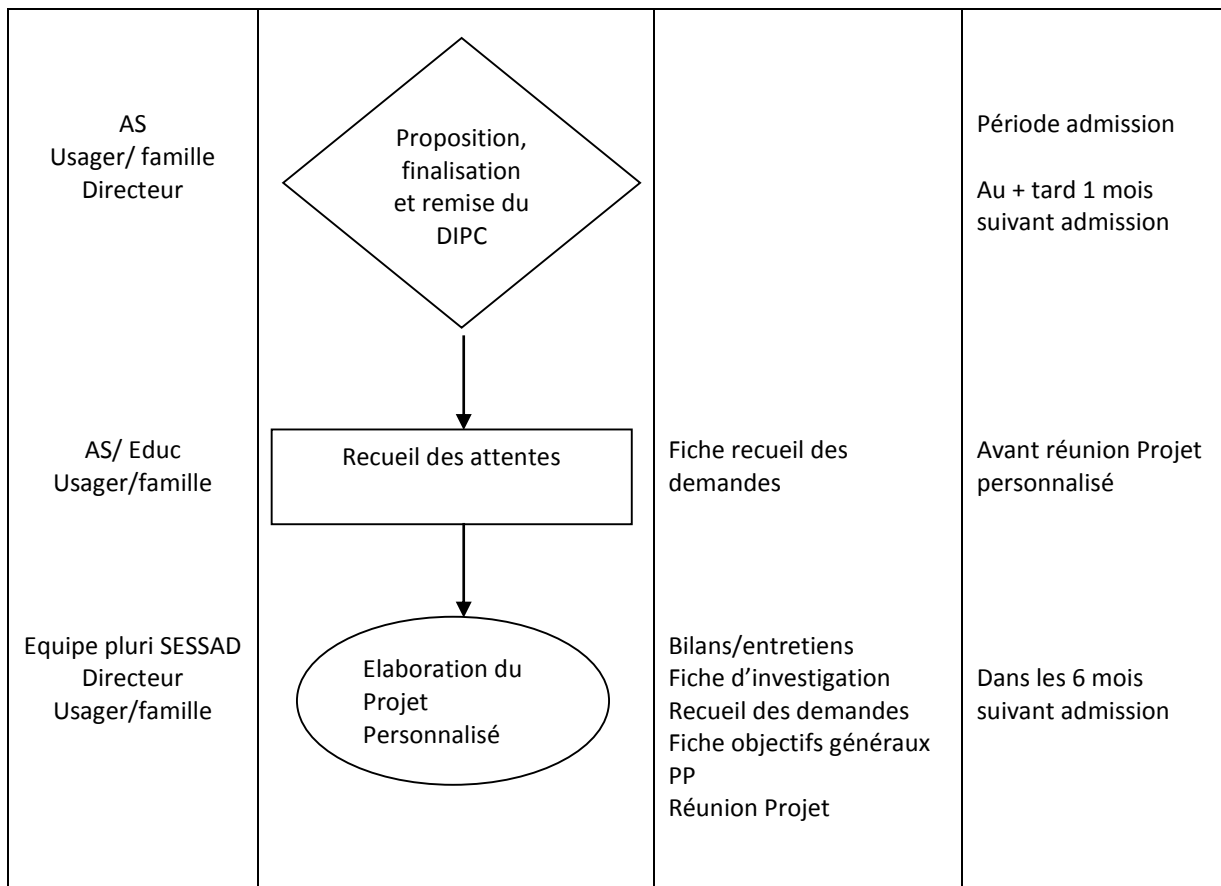 AS
Usager/ famille
Directeur
Proposition,
finalisation
et remise du
DIPC
Période admission
Au + tard 1 mois
suivant admission
AS/ Educ
Usager/famille
Recueil des attentes
Fiche recueil des
demandes
Avant réunion Projet
personnalisé
Equipe pluri SESSAD
Directeur
Usager/famille
Elaboration du
Projet
Personnalisé
Bilans/entretiens
Fiche d’investigation
Recueil des demandes
Fiche objectifs généraux
PP
Réunion Projet
Dans les 6 mois
suivant admission